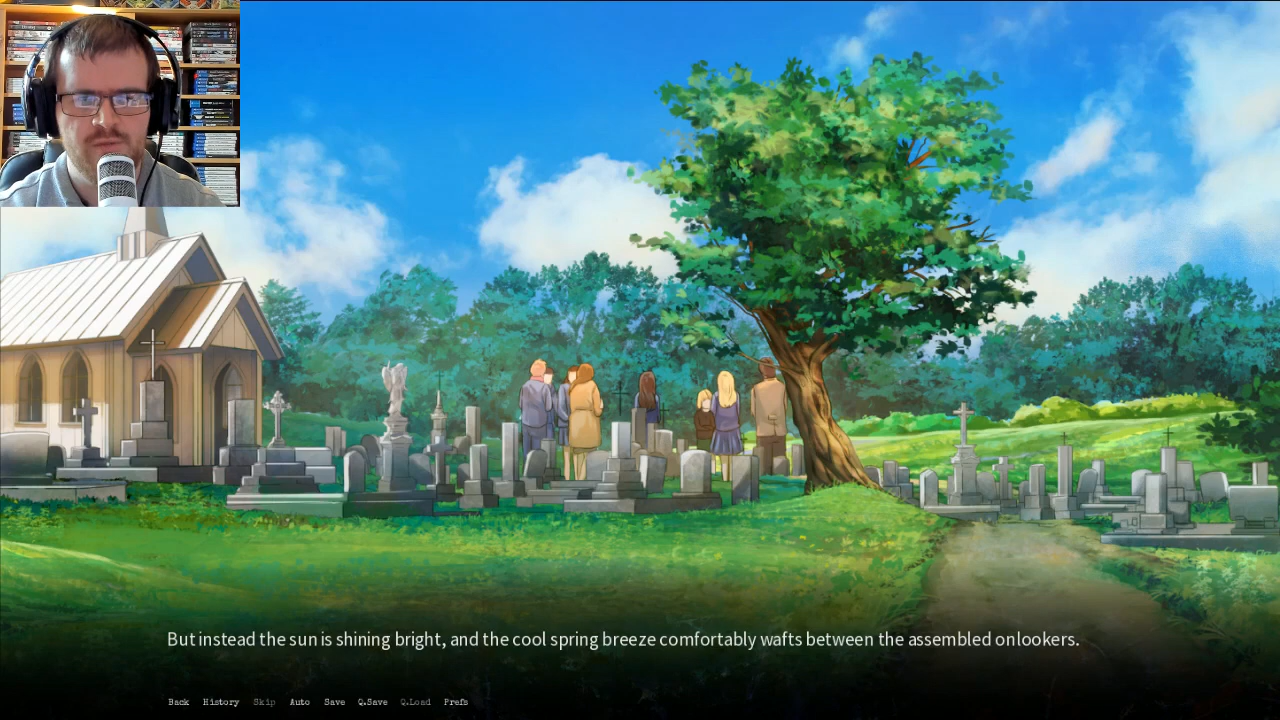 But instead the sun is shining bright, and the cool spring breeze comfortably wafts between the assembled onlookers.
Back History Skip Auto Save Q.Save Q.Load Prefs